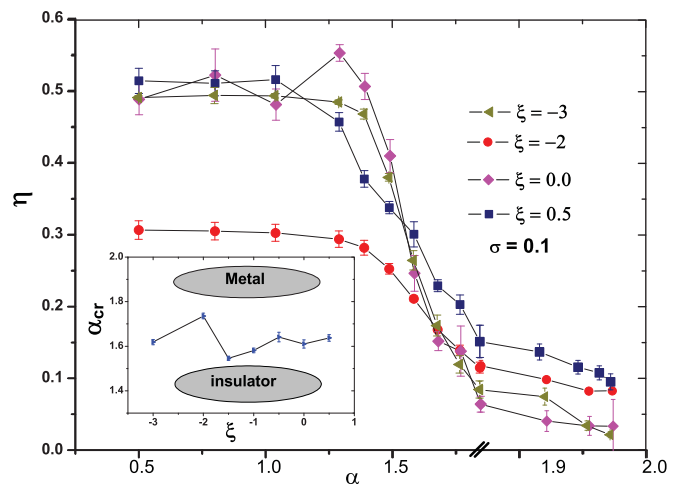 0.6
0.5
0.4
0.3
0.2
0.1
0.0
η
0.5 1.0 1.5 1.9 2.0
α
ξ = −3
ξ = −2
ξ = 0.0
ξ = 0.5
σ = 0.1
2.0
1.8
1.6
1.4
α_cr
Metal
insulator
-3 -2 -1 0 1
ξ